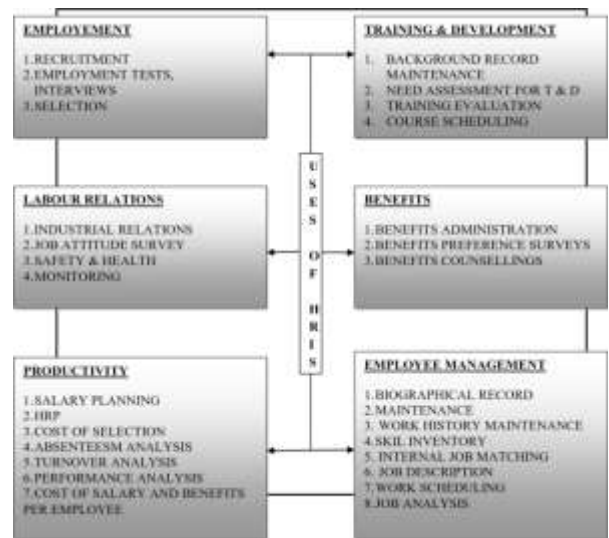 EMPLOYEMENT
1.RECRUITMENT
2.EMPLOYMENT TESTS,
INTERVIEWS
3.SELECTION
TRAINING & DEVELOPMENT
1. BACKGROUND RECORD
MAINTENANCE
2. NEED ASSESSMENT FOR T & D
3. TRAINING EVALUATION
4. COURSE SCHEDULING
USES OF HRIS
LABOUR RELATIONS
1.INDUSTRIAL RELATIONS
2.JOB ATTITUDE SURVEY
3.SAFETY & HEALTH
4.MONITORING
BENEFITS
1.BENEFITS ADMINISTRATION
2.BENEFITS PREFERENCE SURVEYS
3.BENEFITS COUNSELLINGS
PRODUCTIVITY
1.SALARY PLANNING
2.HRP
3.COST OF SELECTION
4.ABSENTEESM ANALYSIS
5.TURNOVER ANALYSIS
6.PERFORMANCE ANALYSIS
7.COST OF SALARY AND BENEFITS
PER EMPLOYEE
EMPLOYEE MANAGEMENT
1.BIOGRAPHICAL RECORD
2.MAINTENANCE
3. WORK HISTORY MAINTENANCE
4.SKIL INVENTORY
5. INTERNAL JOB MATCHING
6. JOB DESCRIPTION
7.WORK SCHEDULING
8.JOB ANALYSIS